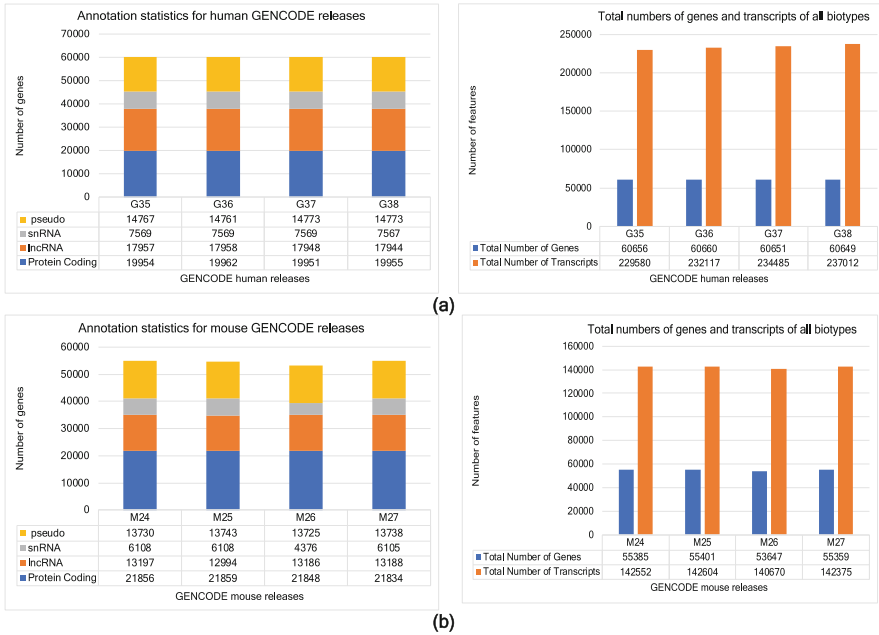 Annotation statistics for human GENCODE releases
Number of genes
70000
60000
50000
40000
30000
20000
10000
0
G35 G36 G37 G38
pseudo 14767 14761 14773 14773
snRNA 7569 7569 7569 7567
lncRNA 17957 17958 17948 17944
Protein Coding 19954 19962 19951 19955
GENCODE human releases
Total numbers of genes and transcripts of all biotypes
Number of features
250000
200000
150000
100000
50000
0
G35 G36 G37 G38
Total Number of Genes 60656 60660 60651 60649
Total Number of Transcripts 229580 232117 234485 237012
GENCODE human releases
(a)
Annotation statistics for mouse GENCODE releases
Number of genes
60000
50000
40000
30000
20000
10000
0
M24 M25 M26 M27
pseudo 13730 13743 13725 13738
snRNA 6108 6108 4376 6105
lncRNA 13197 12994 13186 13188
Protein Coding 21856 21859 21848 21834
GENCODE mouse releases
Total numbers of genes and transcripts of all biotypes
Number of features
160000
140000
120000
100000
80000
60000
40000
20000
0
M24 M25 M26 M27
Total Number of Genes 55385 55401 53647 55359
Total Number of Transcripts 142552 142604 140670 142375
GENCODE mouse releases
(b)